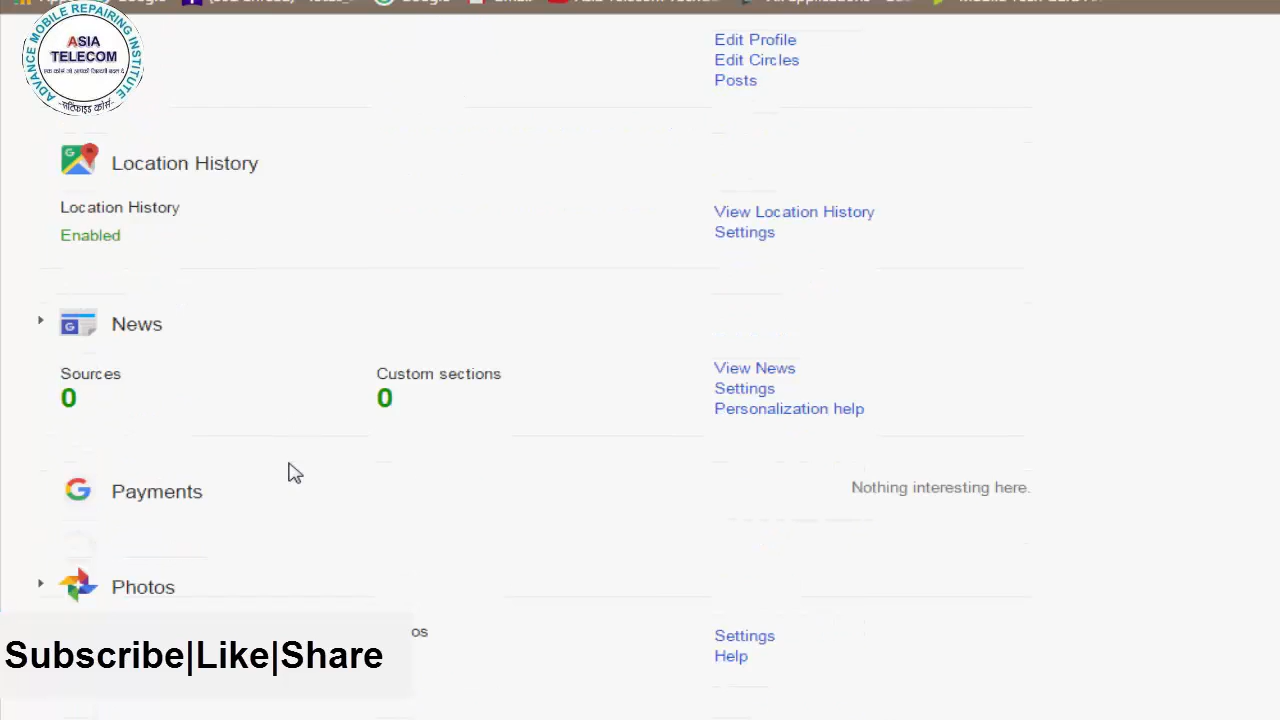 ADVANCE MOBILE REPAIRING INSTITUTE
ASIA
TELECOM
Edit Profile
Edit Circles
Posts
Location History
Location History
Enabled
View Location History
Settings
News
Sources
Custom sections
0
0
View News
Settings
Personalization help
Payments
Nothing interesting here.
Photos
os
Settings
Help
Subscribe|Like|Share